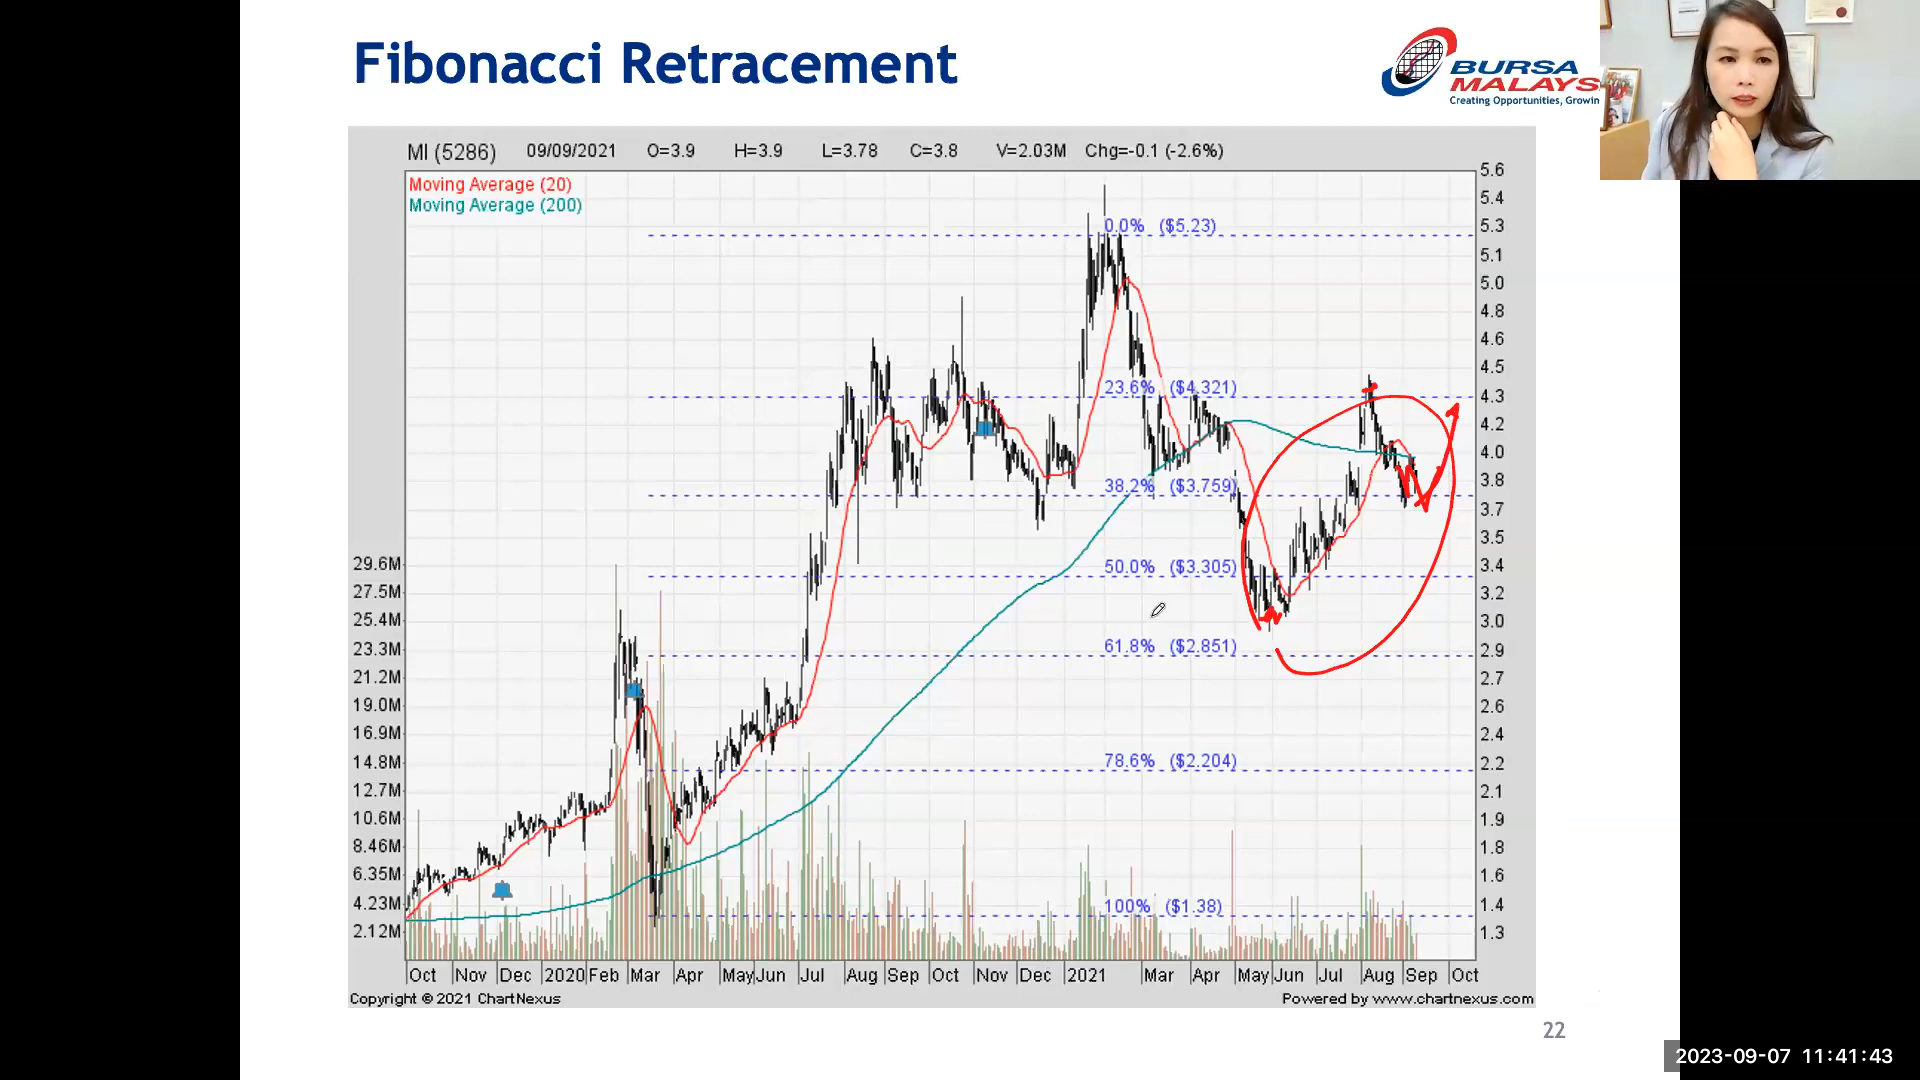 Fibonacci Retracement
BURSA
MALAYS
Creating Opportunities, Growin
MI (5286) 09/09/2021 O=3.9 H=3.9 L=3.78 C=3.8 V=2.03M Chg=-0.1 (-2.6%)
Moving Average (20)
Moving Average (200)
0.0% ($5.23)
23.6% ($4.321)
38.2% ($3.759)
50.0% ($3.305)
61.8% ($2.851)
78.6% ($2.204)
100% ($1.38)
5.6
5.4
5.3
5.1
5.0
4.8
4.6
4.5
4.3
4.2
4.0
3.8
3.7
3.5
3.4
3.2
3.0
2.9
2.7
2.6
2.4
2.2
2.1
1.9
1.8
1.6
1.4
1.3
29.6M
27.5M
25.4M
23.3M
21.2M
19.0M
16.9M
14.8M
12.7M
10.6M
8.46M
6.35M
4.23M
2.12M
Oct Nov Dec 2020 Feb Mar Apr May Jun Jul Aug Sep Oct Nov Dec 2021 Mar Apr May Jun Jul Aug Sep Oct
Copyright © 2021 ChartNexus
Powered by www.chartnexus.com
22
2023-09-07 11:41:43